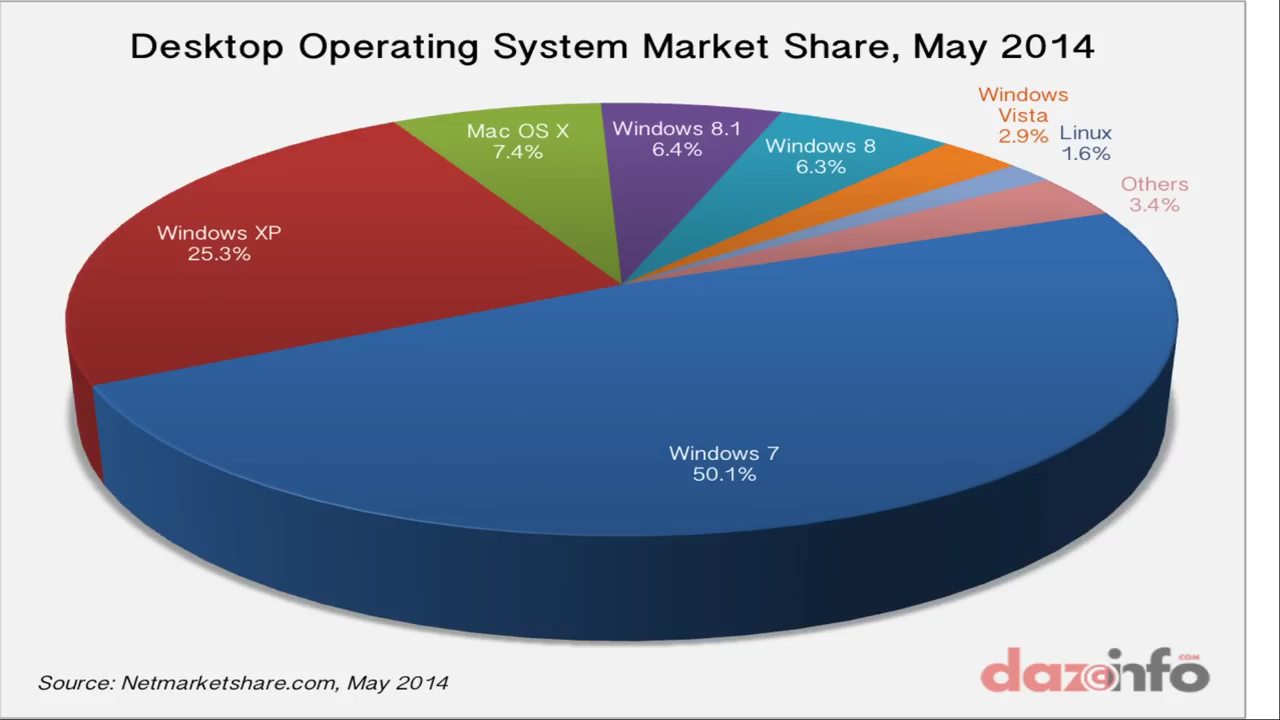 Desktop Operating System Market Share, May 2014
Windows
Vista
2.9%
Linux
1.6%
Mac OS X
7.4%
Windows 8.1
6.4%
Windows 8
6.3%
Others
3.4%
Windows XP
25.3%
Windows 7
50.1%
Source: Netmarketshare.com, May 2014
dazeinfo
.COM